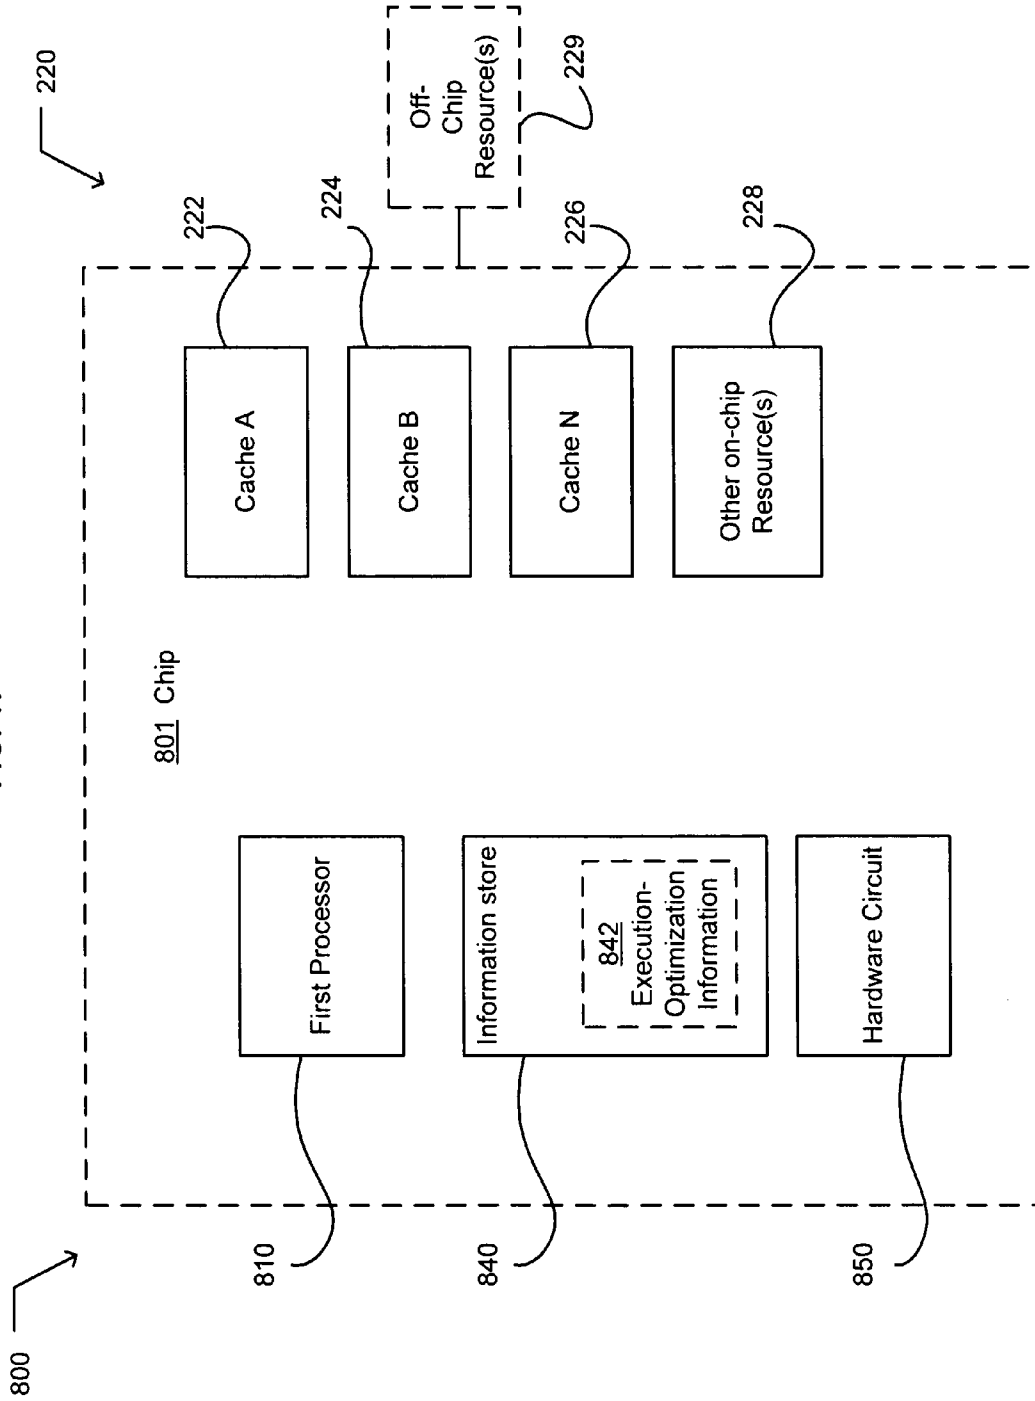 800
220
801 Chip
810
First Processor
Cache A
222
840
Information store
842
Execution-
Optimization
Information
Cache B
224
Off-
Chip
Resource(s)
229
Cache N
226
850
Hardware Circuit
Other on-chip
Resource(s)
228